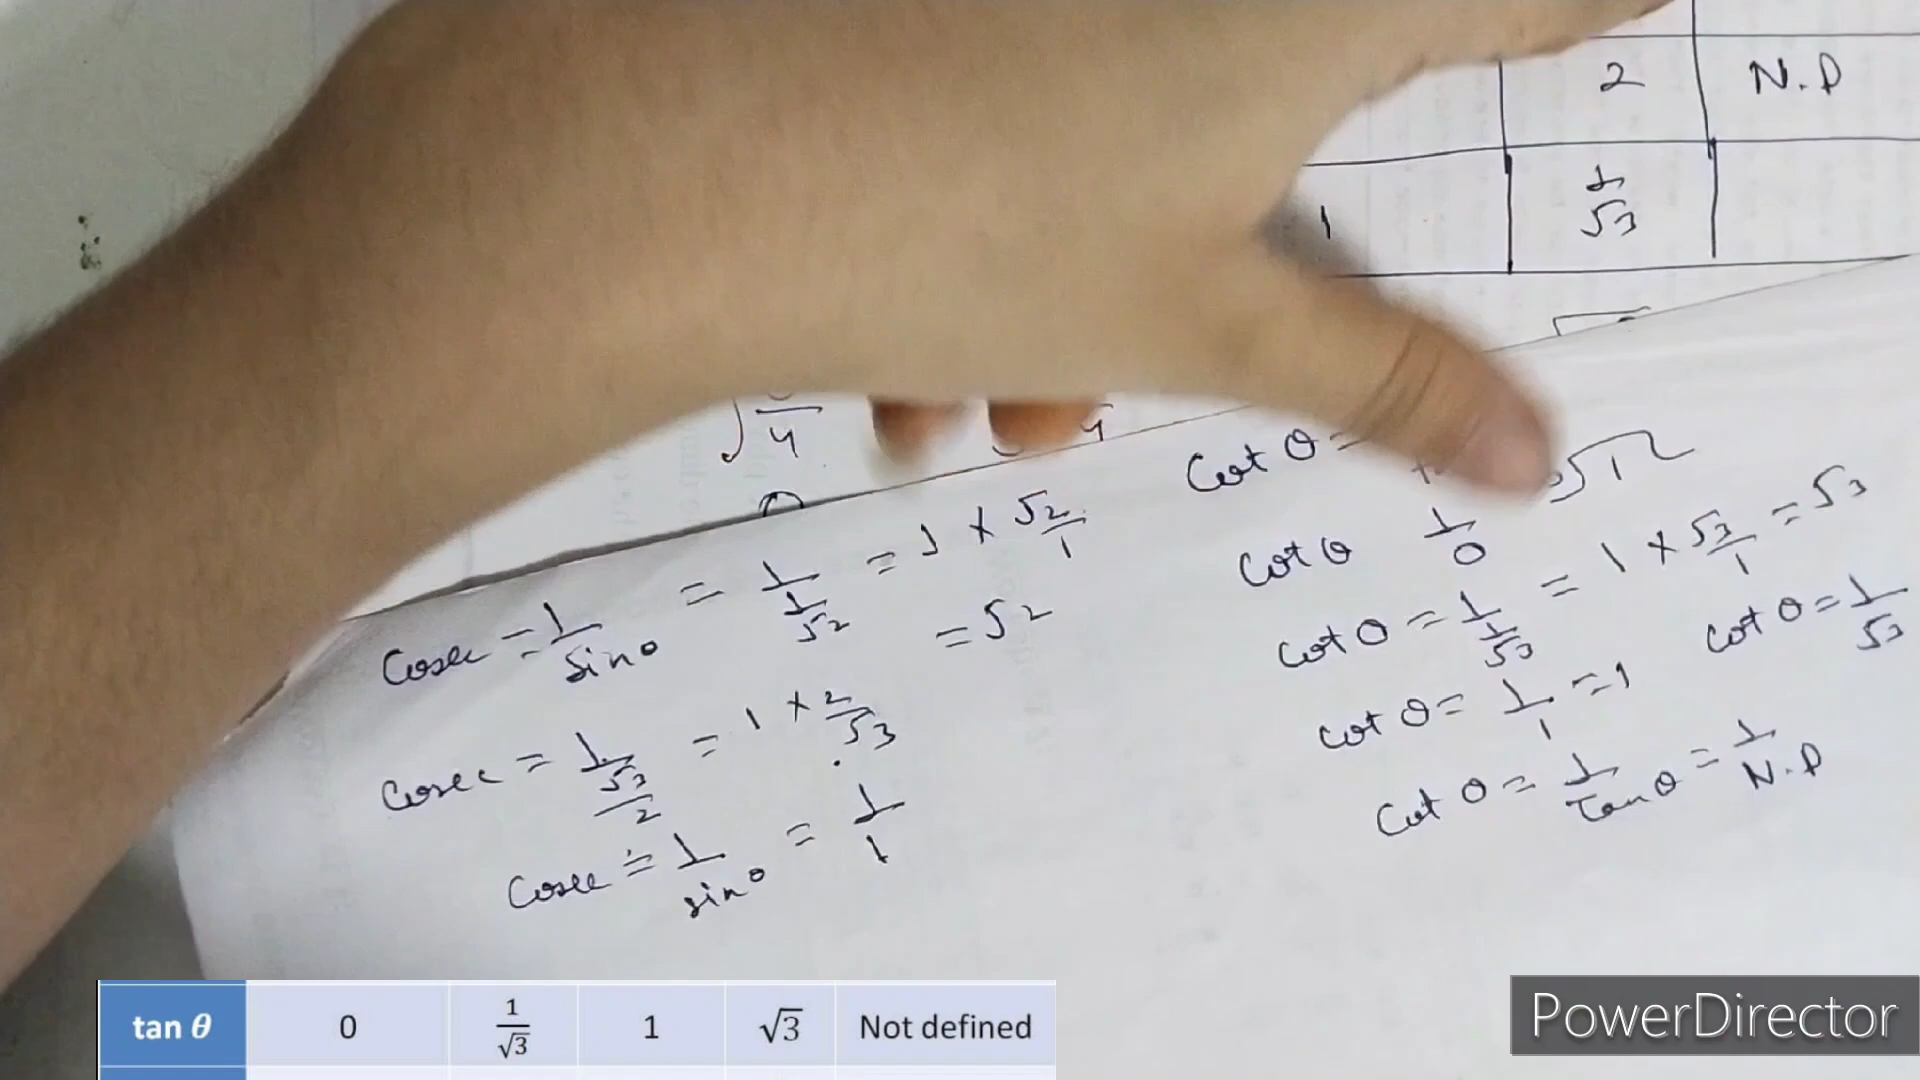 2 N.D
1 1/√3
4
4
cot θ =
cosec = 1/sin θ = 1/(1/√2) = 1 × √2/1
= √2
cosec = 1/(√3/2) = 1 × 2/√3
cosec = 1/sin θ = 1/1
cot θ 1/0
cot θ = 1/(1/√3) = 1 × √3/1 = √3
cot θ = 1/1 = 1
cot θ = 1/√3
cot θ = 1/tan θ = 1/N.D
tan θ 0 1/√3 1 √3 Not defined
PowerDirector